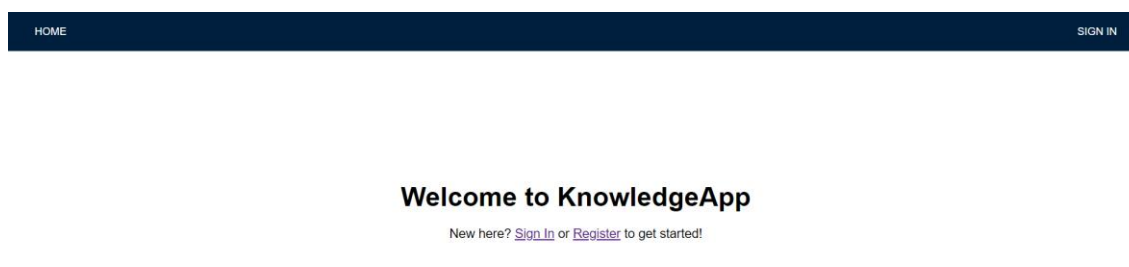 HOME SIGN IN
Welcome to KnowledgeApp
New here? Sign In or Register to get started!